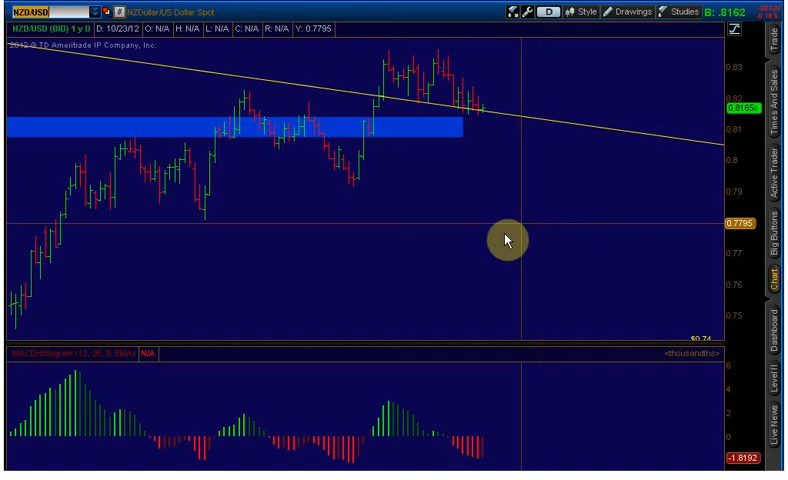 NZD/USD # NZDollar/US Dollar Spot D Style Drawings Studies B: .8162
NZD/USD (BID) 1 y D D: 10/23/12 O: N/A H: N/A L: N/A C: N/A R: N/A Y: 0.7795
2012 © TD Ameritrade IP Company, Inc.
0.83
0.82
0.81
0.8
0.79
0.7795
0.77
0.76
0.75
$0.74
MACDHistogram (12, 26, 9, EMA) N/A <thousandths>
6
4
2
0
-1.8192
Trade
Times And Sales
Active Trader
Big Buttons
Chart
Dashboard
Level II
Live News